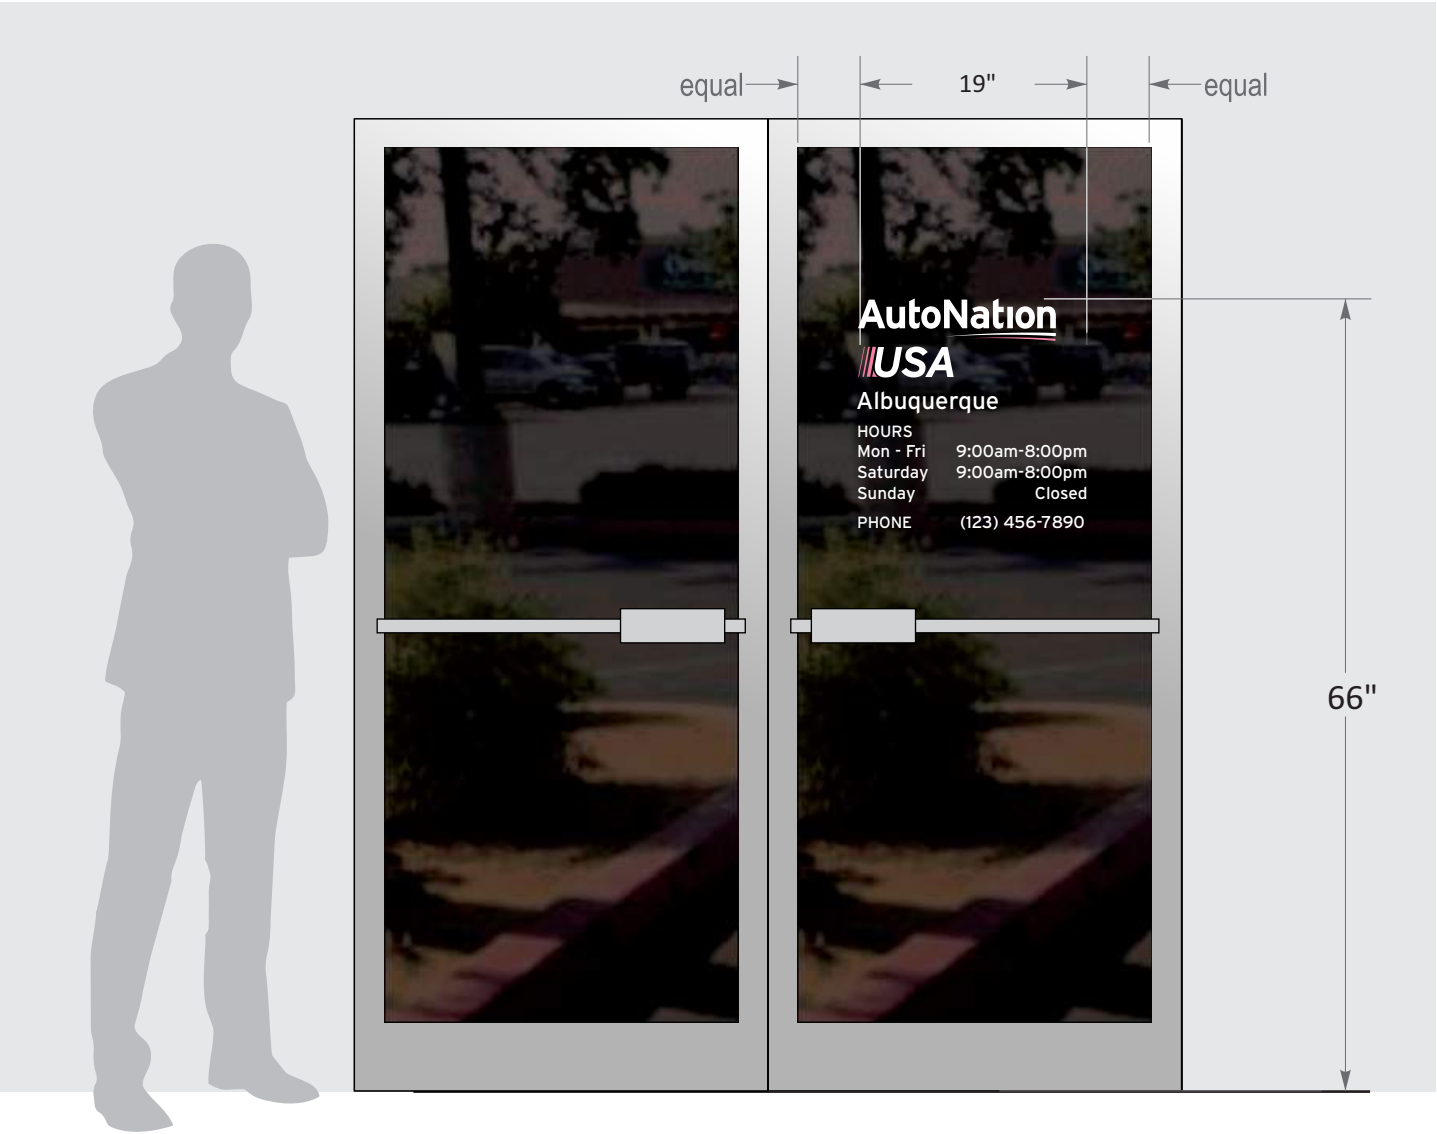 equal 19" equal
AutoNation
USA
Albuquerque
HOURS
Mon - Fri 9:00am-8:00pm
Saturday 9:00am-8:00pm
Sunday Closed
PHONE (123) 456-7890
66"